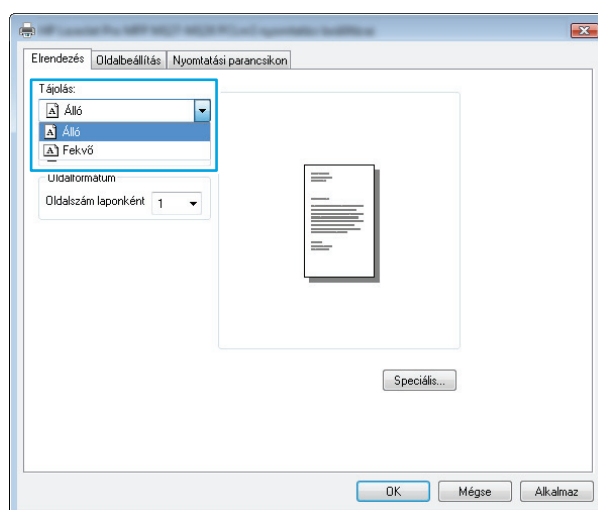 Elrendezés Oldalbeállítás Nyomtatási parancsikon
Tájolás:
Álló
Álló
Fekvő
Oldalformátum
Oldalszám laponként 1
Speciális...
OK Mégse Alkalmaz